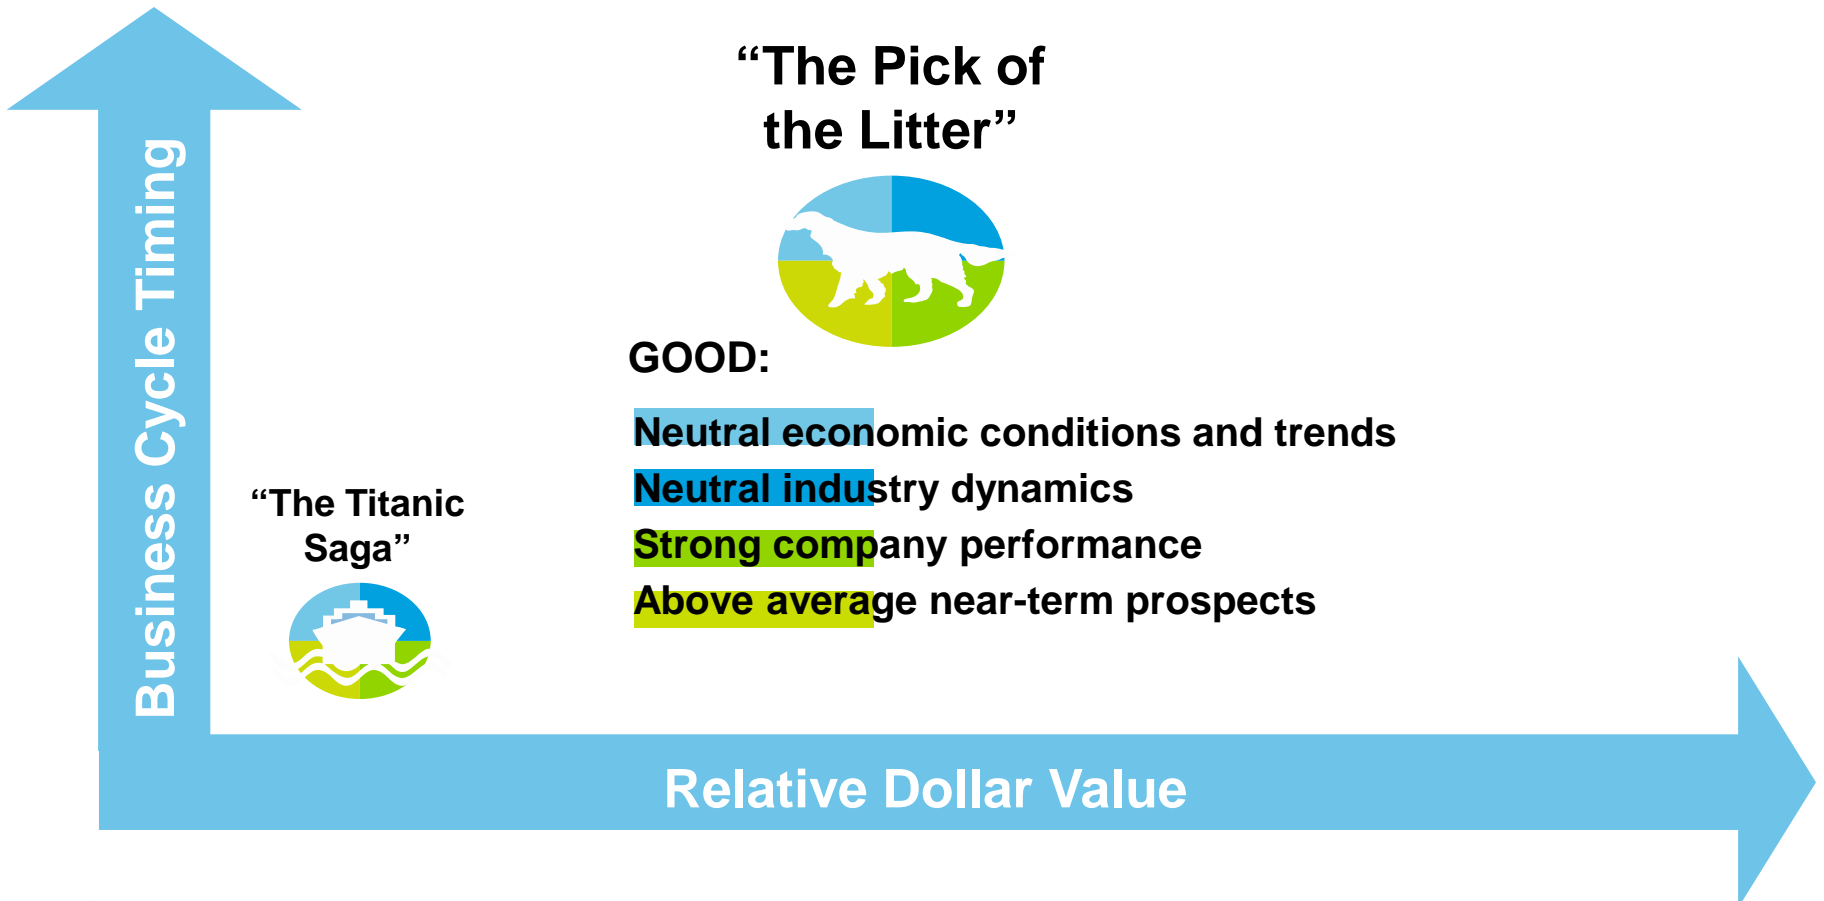 “The Pick of
the Litter”
GOOD:
Neutral economic conditions and trends
Neutral industry dynamics
Strong company performance
Above average near-term prospects
“The Titanic
Saga”
Business Cycle Timing
Relative Dollar Value